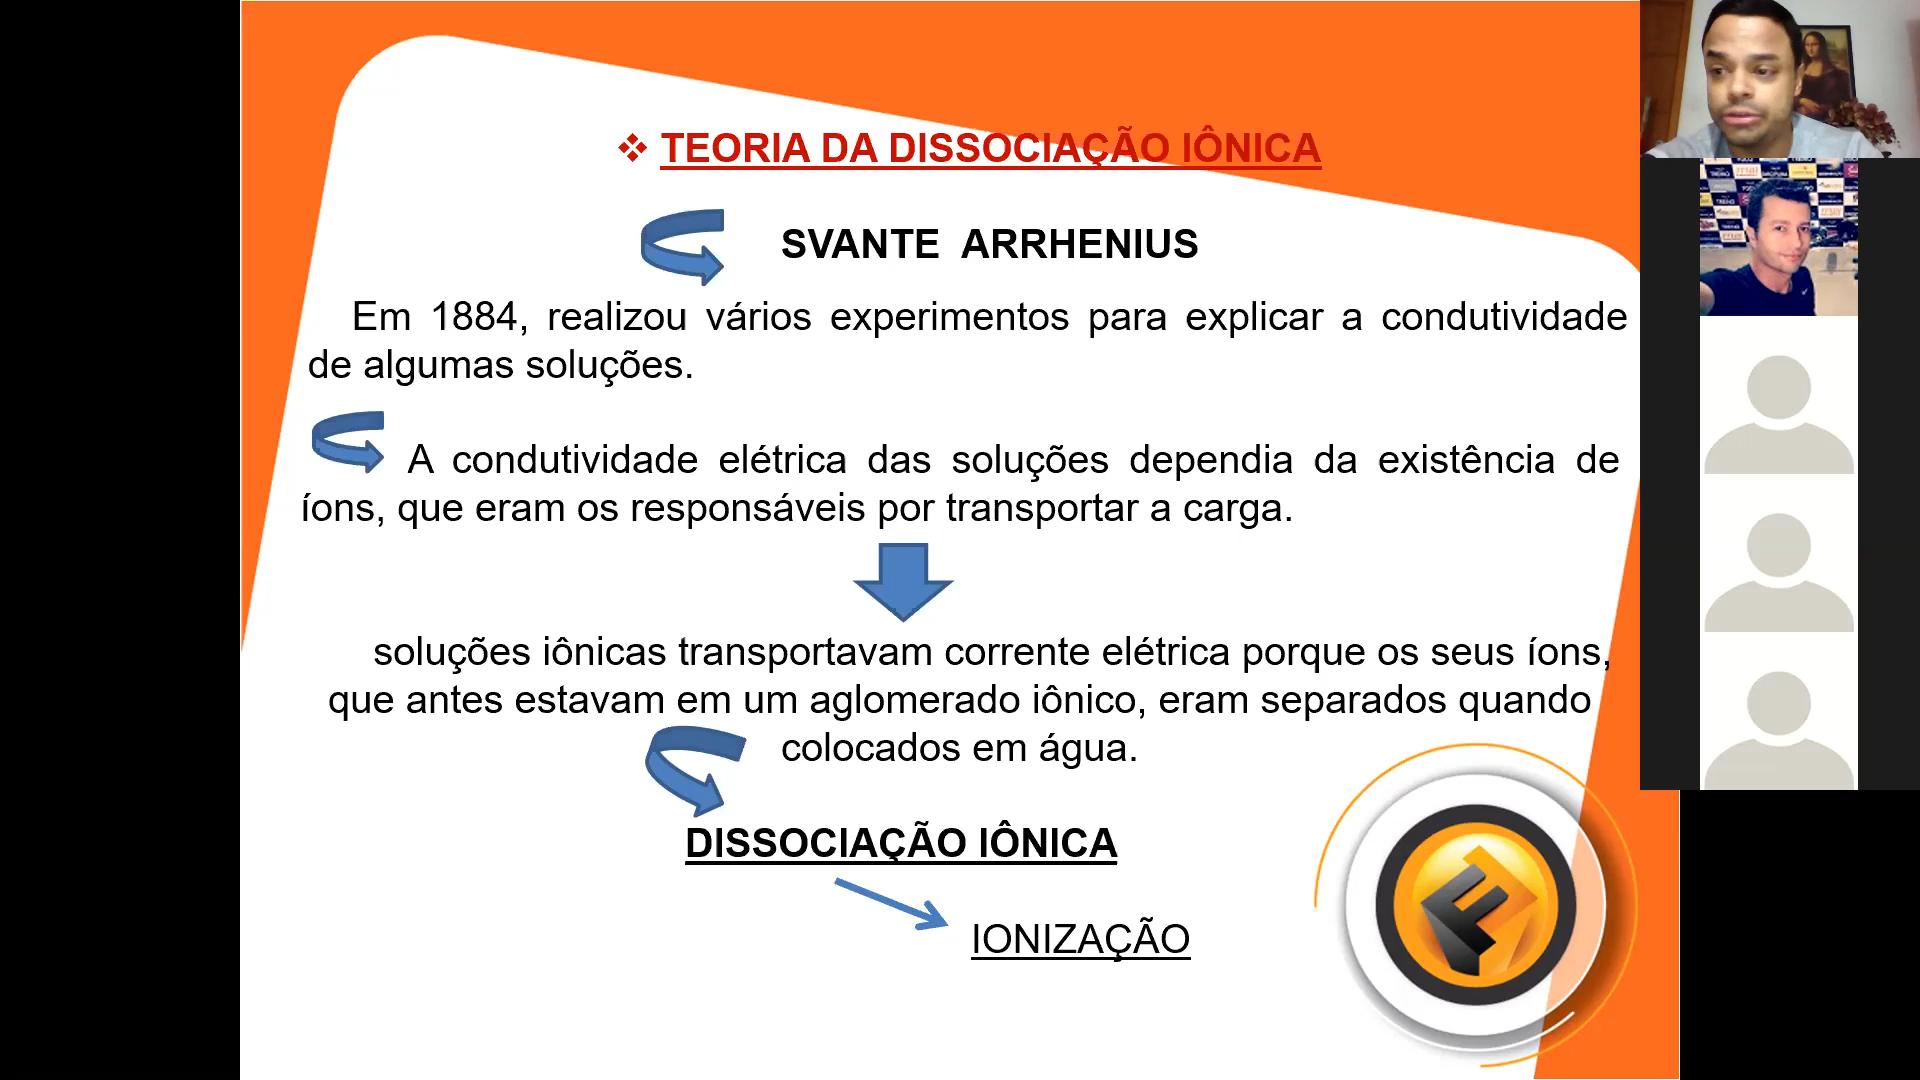 TEORIA DA DISSOCIAÇÃO IÔNICA
SVANTE ARRHENIUS
Em 1884, realizou vários experimentos para explicar a condutividade
de algumas soluções.
A condutividade elétrica das soluções dependia da existência de
íons, que eram os responsáveis por transportar a carga.
soluções iônicas transportavam corrente elétrica porque os seus íons,
que antes estavam em um aglomerado iônico, eram separados quando
colocados em água.
DISSOCIAÇÃO IÔNICA
IONIZAÇÃO